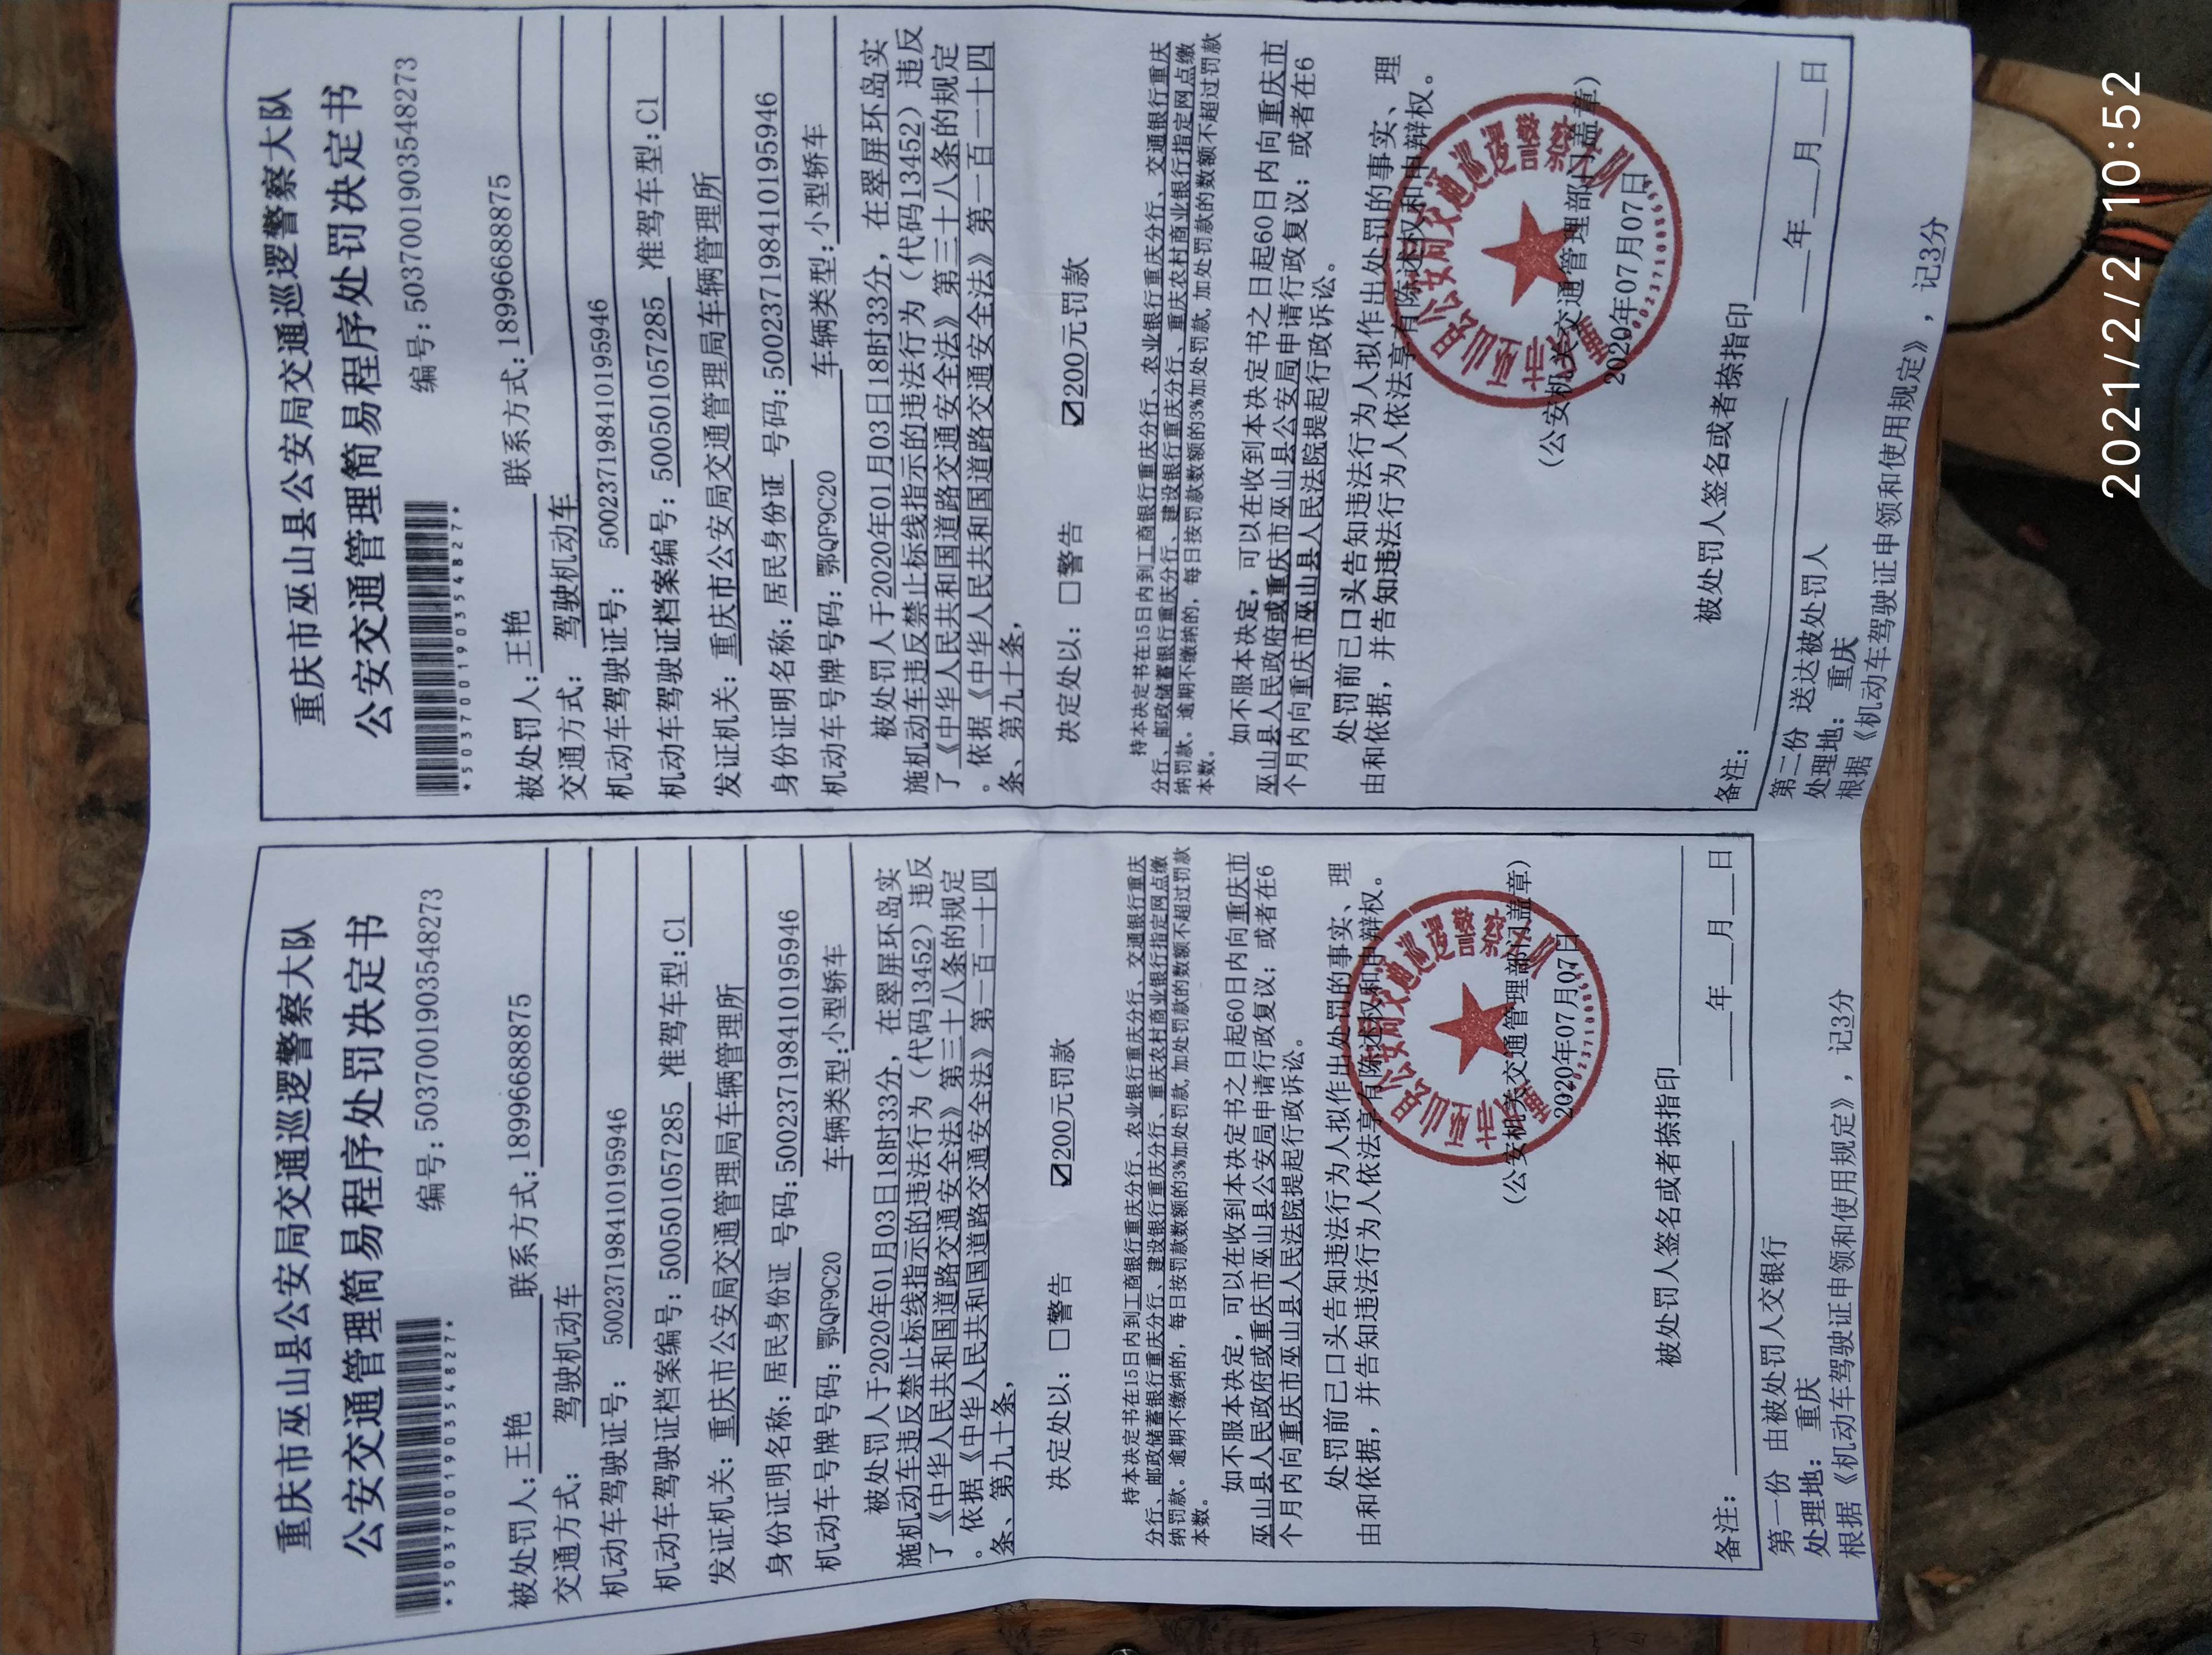 重庆市巫山县公安局交通巡逻警察大队
公安交通管理简易程序处罚决定书
编号:5037001903548273
*503700190354827*
被处罚人:王艳 联系方式:18996688875
交通方式: 驾驶机动车
机动车驾驶证号: 500237198410195946
机动车驾驶证档案编号:500501057285 准驾车型:C1
发证机关:重庆市公安局交通管理局车辆管理所
身份证明名称:居民身份证 号码:500237198410195946
机动车号牌号码:鄂QF9C20 车辆类型:小型轿车
被处罚人于2020年01月03日18时33分，在翠屏环岛实
施机动车违反禁止标线指示的违法行为（代码13452）违反
了《中华人民共和国道路交通安全法》第三十八条的规定
。依据《中华人民共和国道路交通安全法》第一百一十四
条、第九十条，
决定处以: □警告 ☑200元罚款
持本决定书在15日内到工商银行重庆分行、农业银行重庆分行、交通银行重庆
分行、邮政储蓄银行重庆分行、建设银行重庆分行、重庆农村商业银行指定网点缴
纳罚款。逾期不缴纳的，每日按罚款数额的3%加处罚款,加处罚款的数额不超过罚款
本数。
如不服本决定，可以在收到本决定书之日起60日内向重庆市
巫山县人民政府或重庆市巫山县公安局申请行政复议；或者在6
个月内向重庆市巫山县人民法院提起行政诉讼。
处罚前已口头告知违法行为人拟作出处罚的事实、理
由和依据，并告知违法行为人依法享有陈述权和申辩权。
重庆市巫山县公安局交通巡逻警察大队
(公安机关交通管理部门盖章)
2020年07月07日
被处罚人签名或者捺指印
备注: 年 月 日
第一份 由被处罚人交银行
处理地: 重庆
根据《机动车驾驶证申领和使用规定》，记3分
重庆市巫山县公安局交通巡逻警察大队
公安交通管理简易程序处罚决定书
编号:5037001903548273
*503700190354827*
被处罚人:王艳 联系方式:18996688875
交通方式: 驾驶机动车
机动车驾驶证号: 500237198410195946
机动车驾驶证档案编号:500501057285 准驾车型:C1
发证机关:重庆市公安局交通管理局车辆管理所
身份证明名称:居民身份证 号码:500237198410195946
机动车号牌号码:鄂QF9C20 车辆类型:小型轿车
被处罚人于2020年01月03日18时33分，在翠屏环岛实
施机动车违反禁止标线指示的违法行为（代码13452）违反
了《中华人民共和国道路交通安全法》第三十八条的规定
。依据《中华人民共和国道路交通安全法》第一百一十四
条、第九十条，
决定处以: □警告 ☑200元罚款
持本决定书在15日内到工商银行重庆分行、农业银行重庆分行、交通银行重庆
分行、邮政储蓄银行重庆分行、建设银行重庆分行、重庆农村商业银行指定网点缴
纳罚款。逾期不缴纳的，每日按罚款数额的3%加处罚款,加处罚款的数额不超过罚款
本数。
如不服本决定，可以在收到本决定书之日起60日内向重庆市
巫山县人民政府或重庆市巫山县公安局申请行政复议；或者在6
个月内向重庆市巫山县人民法院提起行政诉讼。
处罚前已口头告知违法行为人拟作出处罚的事实、理
由和依据，并告知违法行为人依法享有陈述权和申辩权。
重庆市巫山县公安局交通巡逻警察大队
(公安机关交通管理部门盖章)
2020年07月07日
被处罚人签名或者捺指印
备注: 年 月 日
第二份 送达被处罚人
处理地: 重庆
根据《机动车驾驶证申领和使用规定》，记3分
2021/2/2 10:52